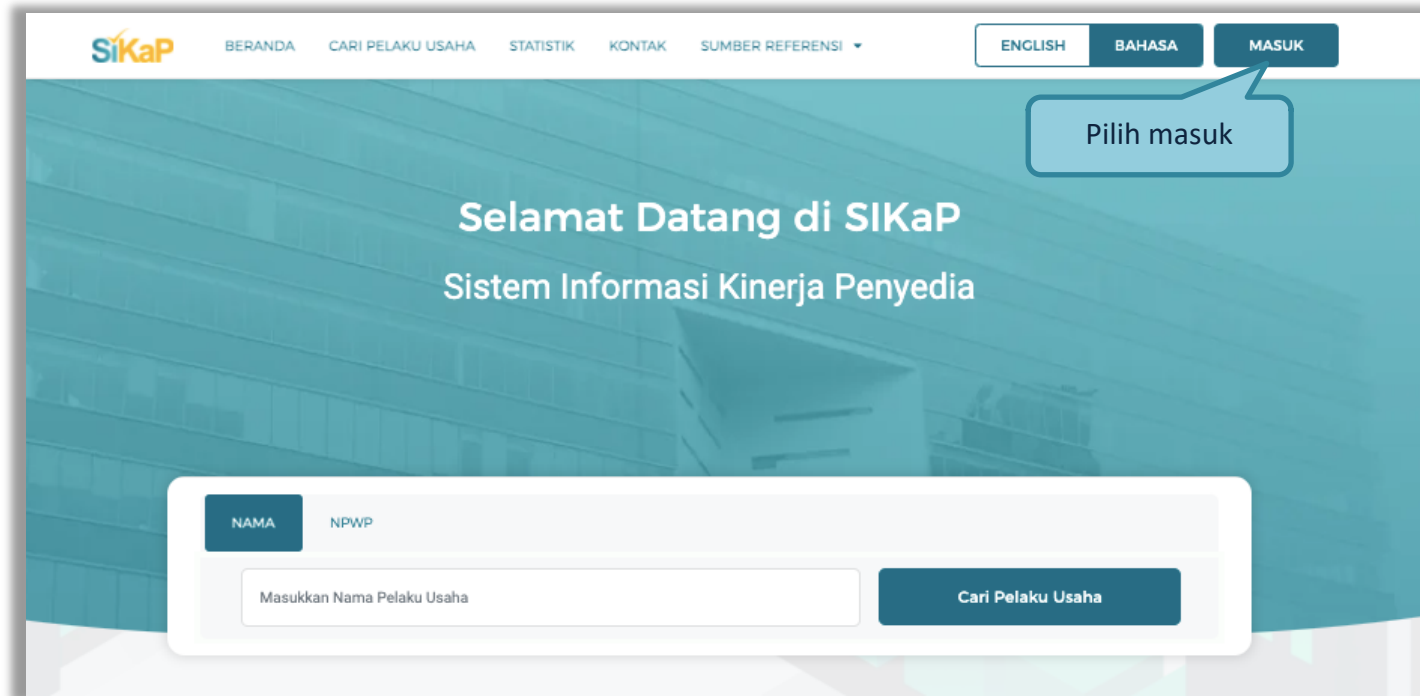 SiKaP
BERANDA CARI PELAKU USAHA STATISTIK KONTAK SUMBER REFERENSI ENGLISH BAHASA MASUK
Pilih masuk
Selamat Datang di SIKaP
Sistem Informasi Kinerja Penyedia
NAMA NPWP
Masukkan Nama Pelaku Usaha Cari Pelaku Usaha